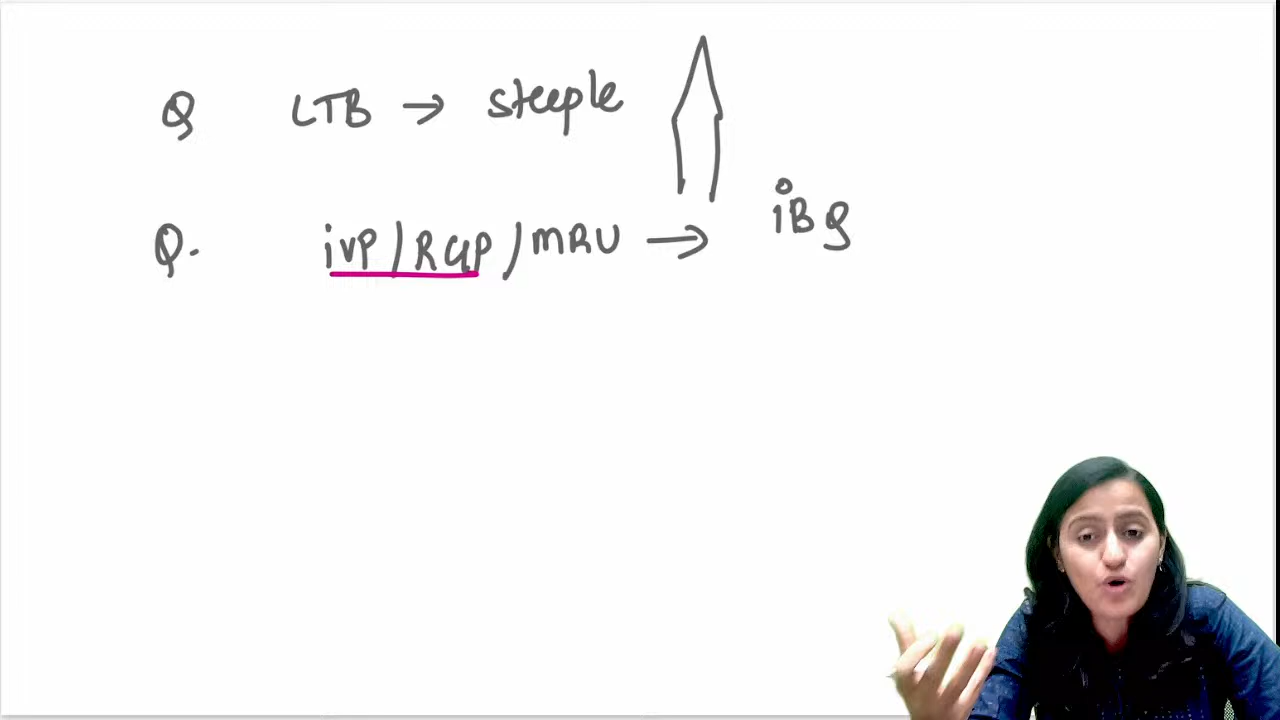 Q LTB → steeple
Q. ivP / RGP / MRU → iBQ